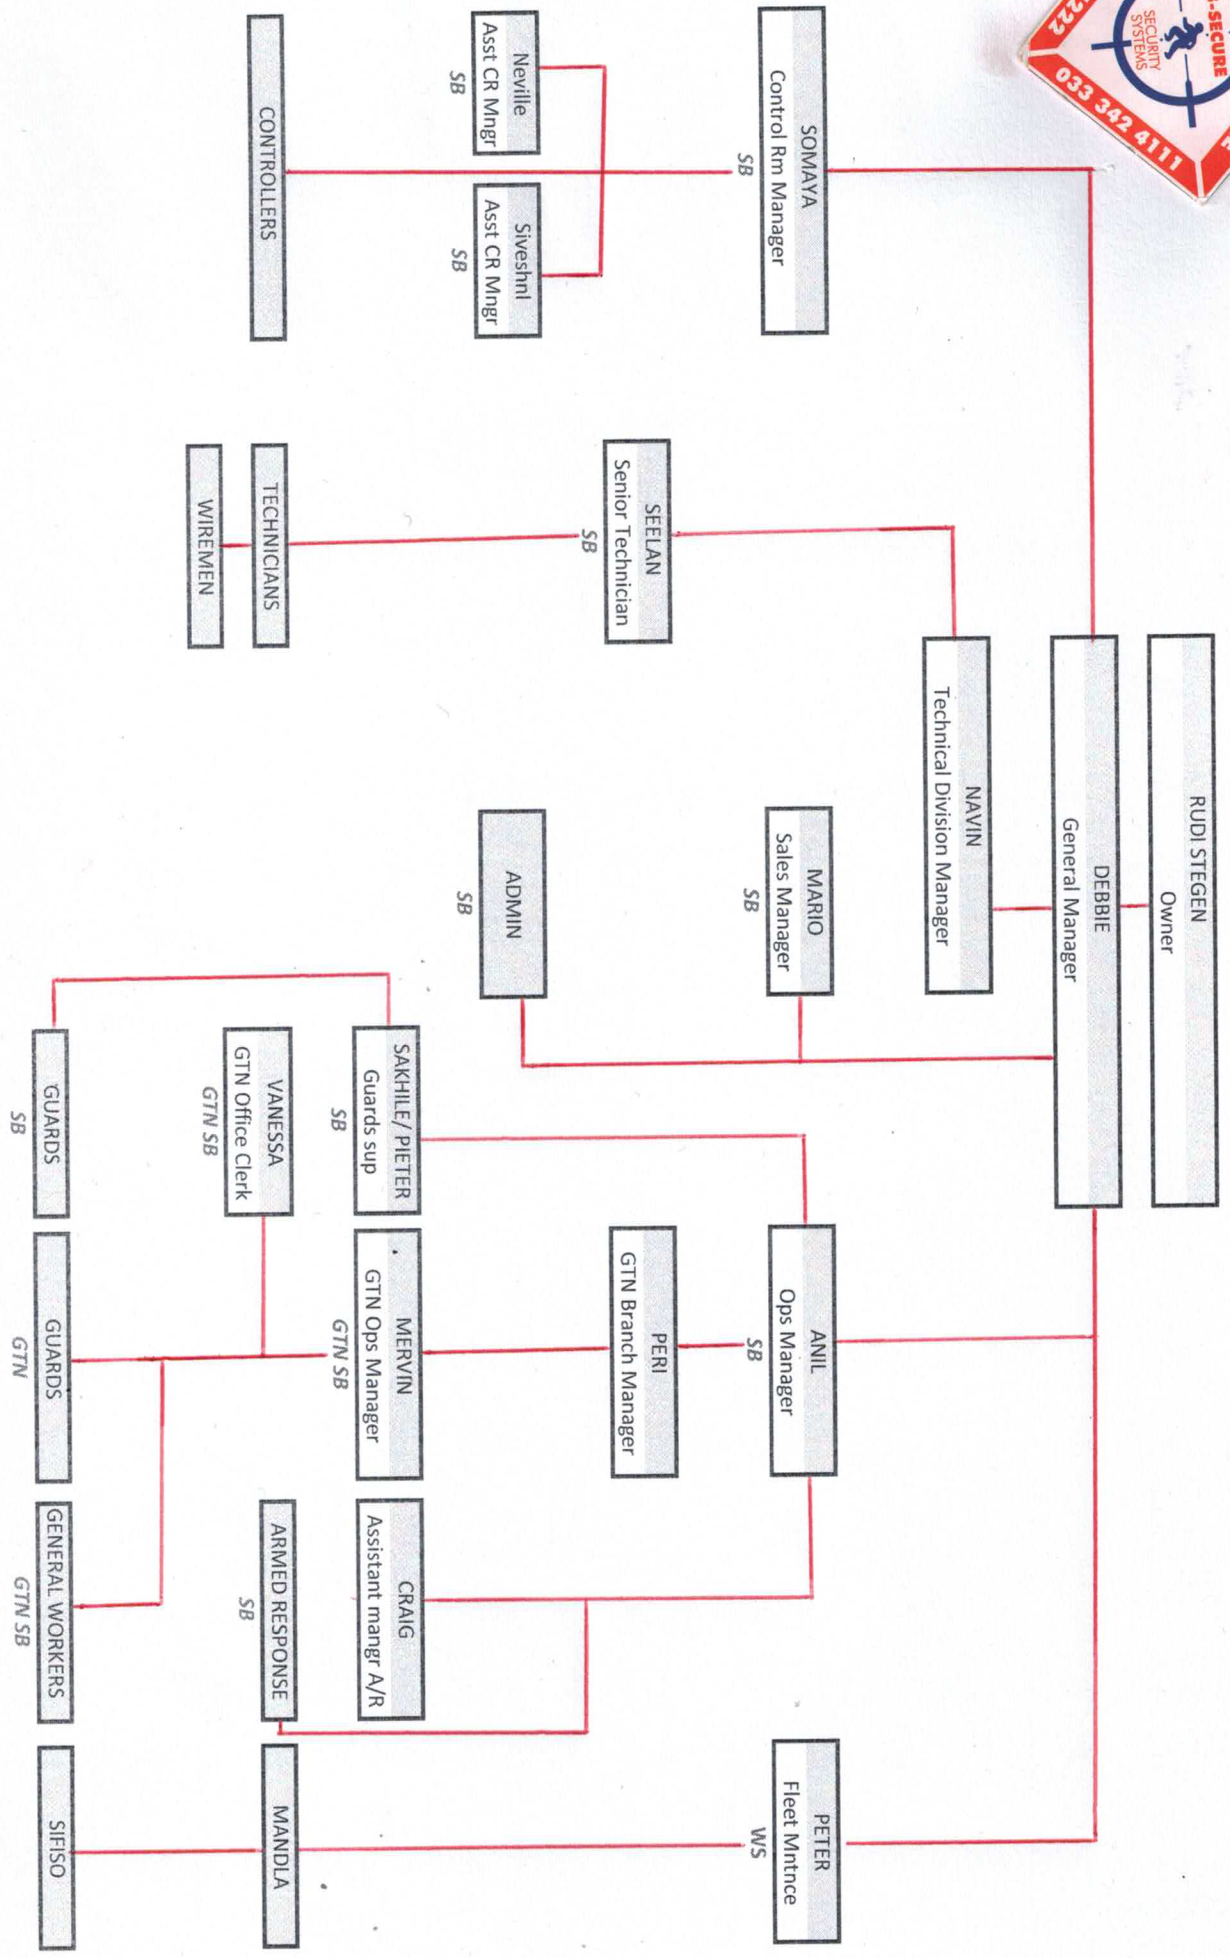 -SECURE
SECURITY
SYSTEMS
222
033 342 4111
RUDI STEGEN
Owner
DEBBIE
General Manager
NAVIN
Technical Division Manager
SOMAYA
Control Rm Manager
SB
MARIO
Sales Manager
SB
ANIL
Ops Manager
SB
PETER
Fleet Mntnce
WS
SEELAN
Senior Technician
SB
PERI
GTN Branch Manager
Neville
Asst CR Mngr
SB
Siveshnl
Asst CR Mngr
SB
ADMIN
SB
SAKHILE/ PIETER
Guards sup
SB
MERVIN
GTN Ops Manager
GTN SB
CRAIG
Assistant mangr A/R
CONTROLLERS
TECHNICIANS
VANESSA
GTN Office Clerk
GTN SB
ARMED RESPONSE
SB
MANDLA
WIREMEN
GUARDS
SB
GUARDS
GTN
GENERAL WORKERS
GTN SB
SIFISO